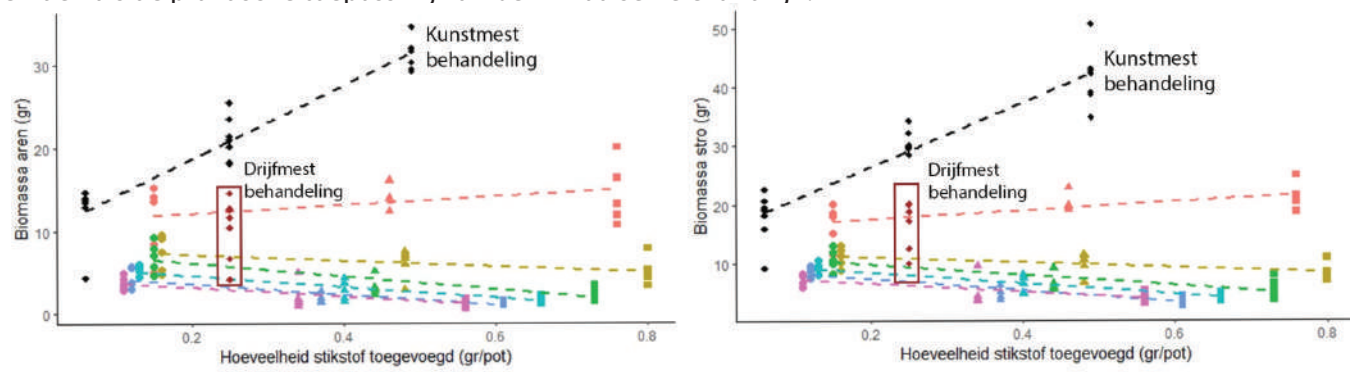 Kunstmest
behandeling
Drijfmest
behandeling
Biomassa aren (gr)
30
20
10
0
0.2
0.4
0.6
0.8
Hoeveelheid stikstof toegevoegd (gr/pot)
Kunstmest
behandeling
Drijfmest
behandeling
Biomassa stro (gr)
50
40
30
20
10
0.2
0.4
0.6
0.8
Hoeveelheid stikstof toegevoegd (gr/pot)